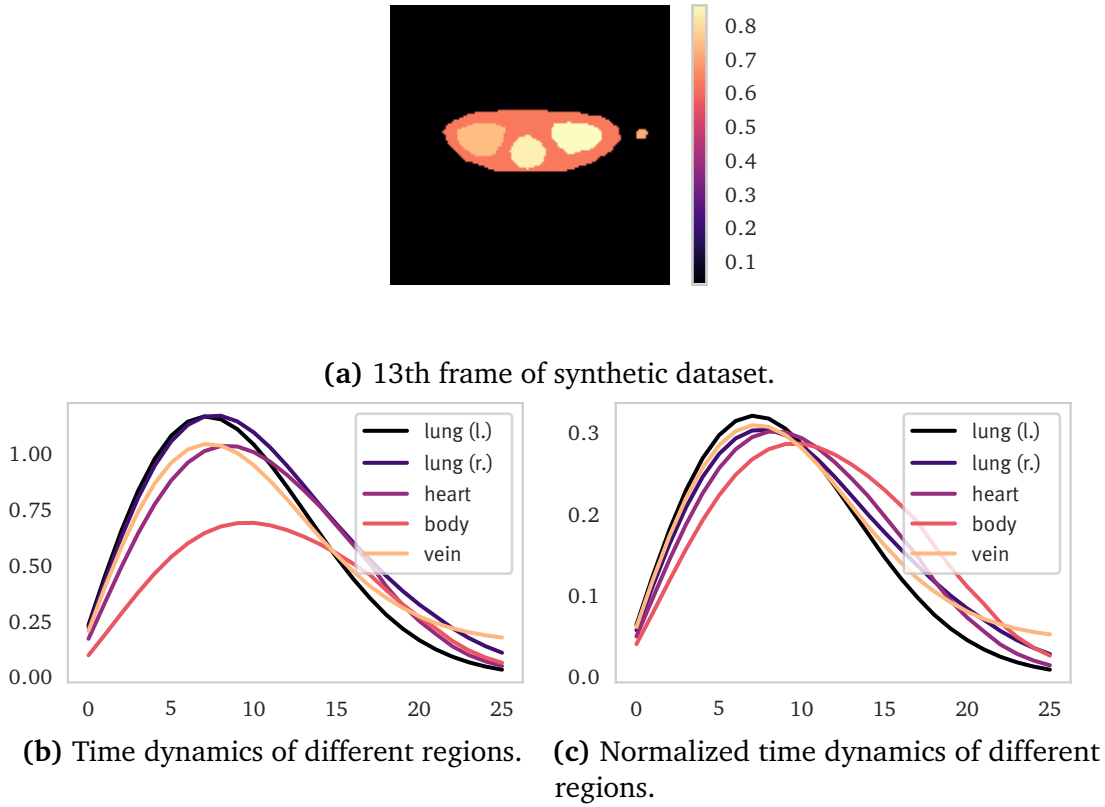 0.8
0.7
0.6
0.5
0.4
0.3
0.2
0.1
(a) 13th frame of synthetic dataset.
1.00
0.75
0.50
0.25
0.00
0 5 10 15 20 25
lung (l.)
lung (r.)
heart
body
vein
(b) Time dynamics of different regions.
0.3
0.2
0.1
0.0
0 5 10 15 20 25
lung (l.)
lung (r.)
heart
body
vein
(c) Normalized time dynamics of different
regions.